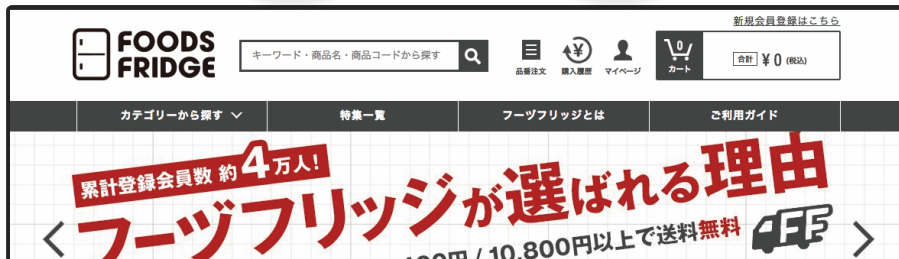 新規会員登録はこちら
FOODS
FRIDGE
キーワード・商品名・商品コードから探す
品番注文
購入履歴
マイページ
0
カート
合計 ¥0 (税込)
カテゴリーから探す
特集一覧
フーヅフリッジとは
ご利用ガイド
累計登録会員数 約4万人!
フーヅフリッジが選ばれる理由
円 / 10,800円以上で送料無料